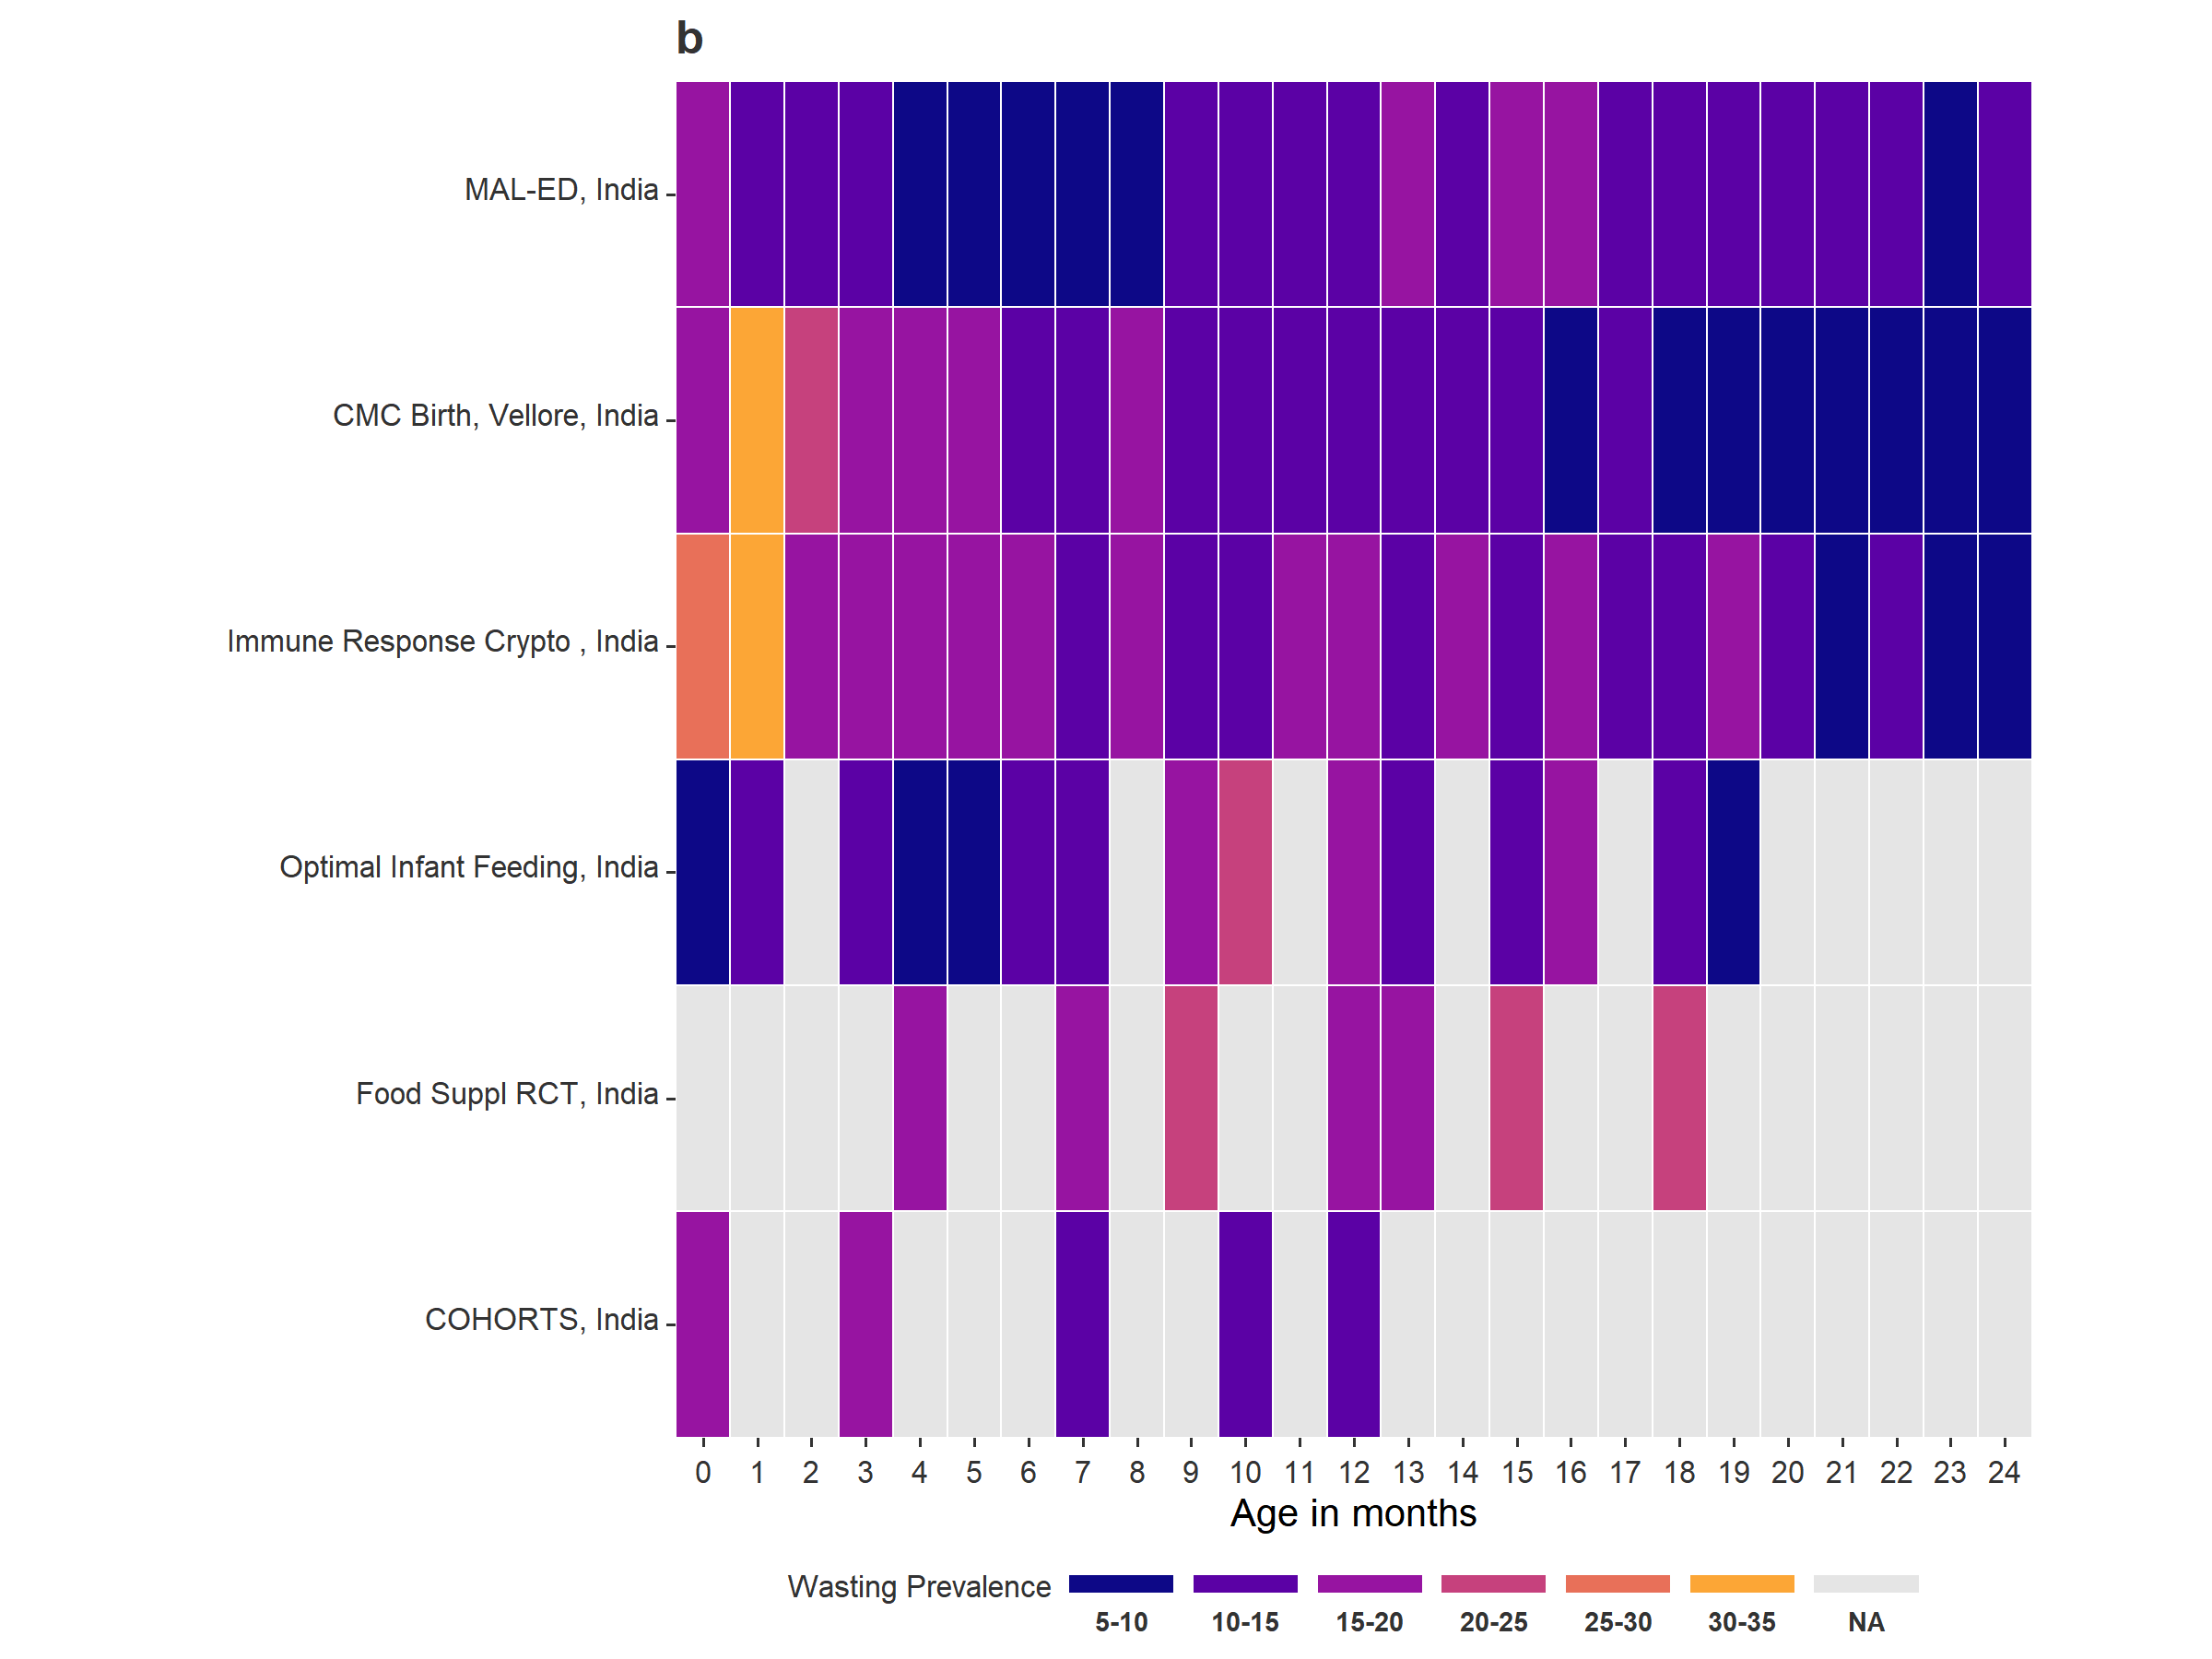 b
MAL-ED, India
CMC Birth, Vellore, India
Immune Response Crypto , India
Optimal Infant Feeding, India
Food Suppl RCT, India
COHORTS, India
0 1 2 3 4 5 6 7 8 9 10 11 12 13 14 15 16 17 18 19 20 21 22 23 24
Age in months
Wasting Prevalence
5-10 10-15 15-20 20-25 25-30 30-35 NA